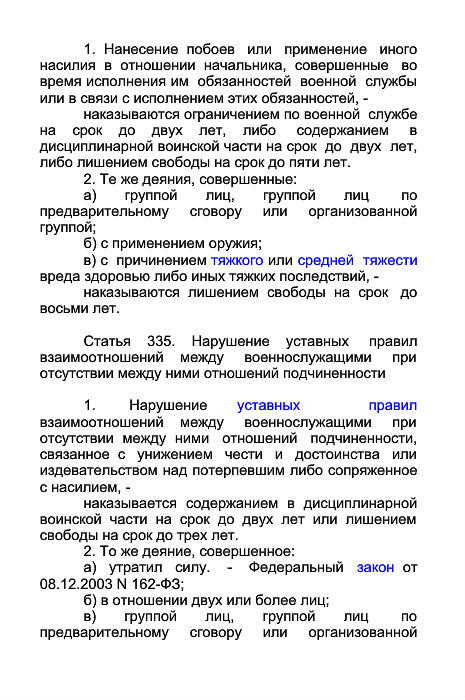 1. Нанесение побоев или применение иного
насилия в отношении начальника, совершенные во
время исполнения им обязанностей военной службы
или в связи с исполнением этих обязанностей, -
наказываются ограничением по военной службе
на срок до двух лет, либо содержанием в
дисциплинарной воинской части на срок до двух лет,
либо лишением свободы на срок до пяти лет.
2. Те же деяния, совершенные:
а) группой лиц, группой лиц по
предварительному сговору или организованной
группой;
б) с применением оружия;
в) с причинением тяжкого или средней тяжести
вреда здоровью либо иных тяжких последствий, -
наказываются лишением свободы на срок до
восьми лет.
Статья 335. Нарушение уставных правил
взаимоотношений между военнослужащими при
отсутствии между ними отношений подчиненности
1. Нарушение уставных правил
взаимоотношений между военнослужащими при
отсутствии между ними отношений подчиненности,
связанное с унижением чести и достоинства или
издевательством над потерпевшим либо сопряженное
с насилием, -
наказывается содержанием в дисциплинарной
воинской части на срок до двух лет или лишением
свободы на срок до трех лет.
2. То же деяние, совершенное:
а) утратил силу. - Федеральный закон от
08.12.2003 N 162-ФЗ;
б) в отношении двух или более лиц;
в) группой лиц, группой лиц по
предварительному сговору или организованной